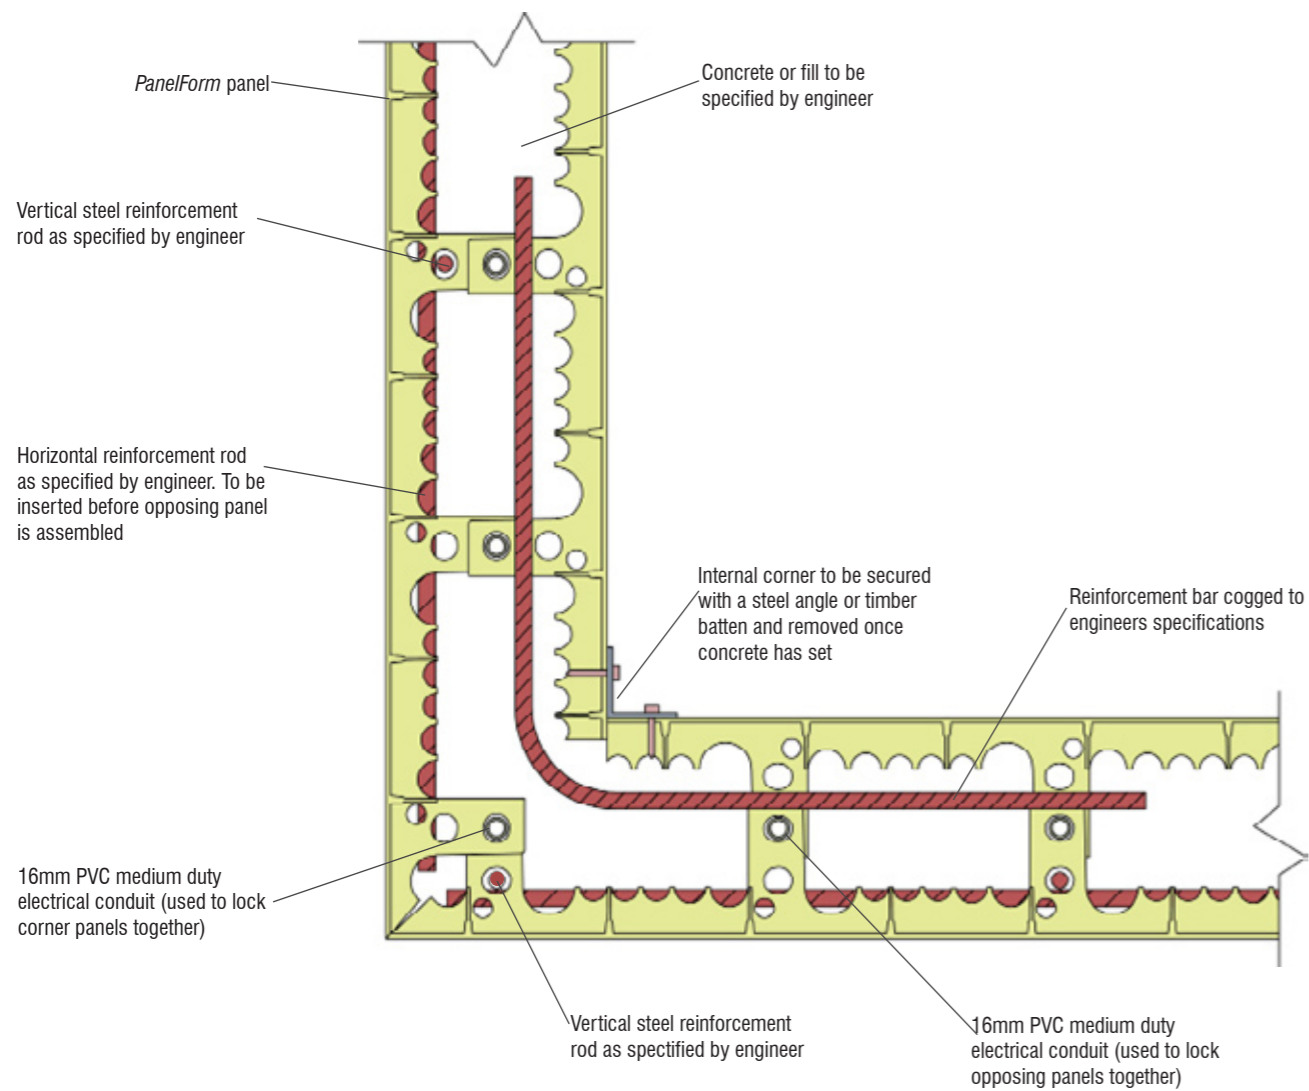 PanelForm panel
Concrete or fill to be
specified by engineer
Vertical steel reinforcement
rod as specified by engineer
Horizontal reinforcement rod
as specified by engineer. To be
inserted before opposing panel
is assembled
Internal corner to be secured
with a steel angle or timber
batten and removed once
concrete has set
Reinforcement bar cogged to
engineers specifications
16mm PVC medium duty
electrical conduit (used to lock
corner panels together)
Vertical steel reinforcement
rod as spectified by engineer
16mm PVC medium duty
electrical conduit (used to lock
opposing panels together)